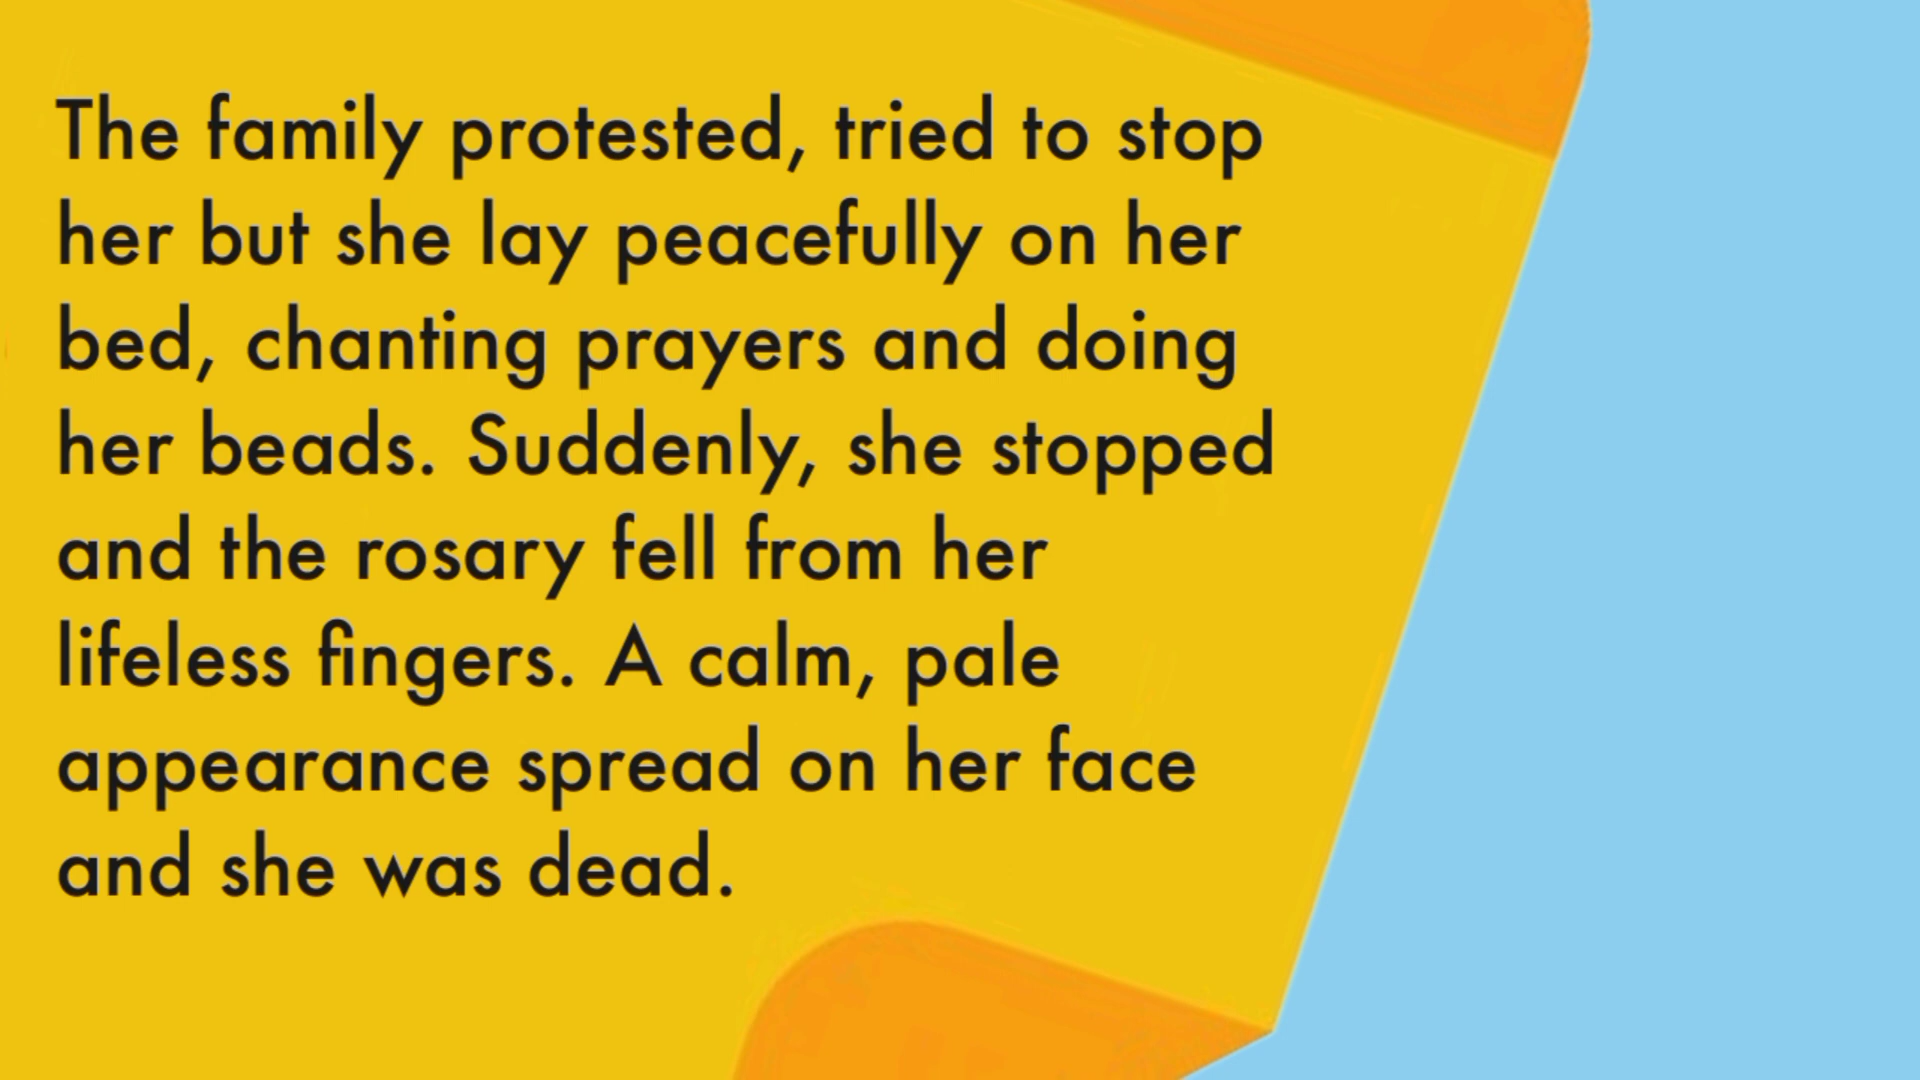 The family protested, tried to stop
her but she lay peacefully on her
bed, chanting prayers and doing
her beads. Suddenly, she stopped
and the rosary fell from her
lifeless fingers. A calm, pale
appearance spread on her face
and she was dead.